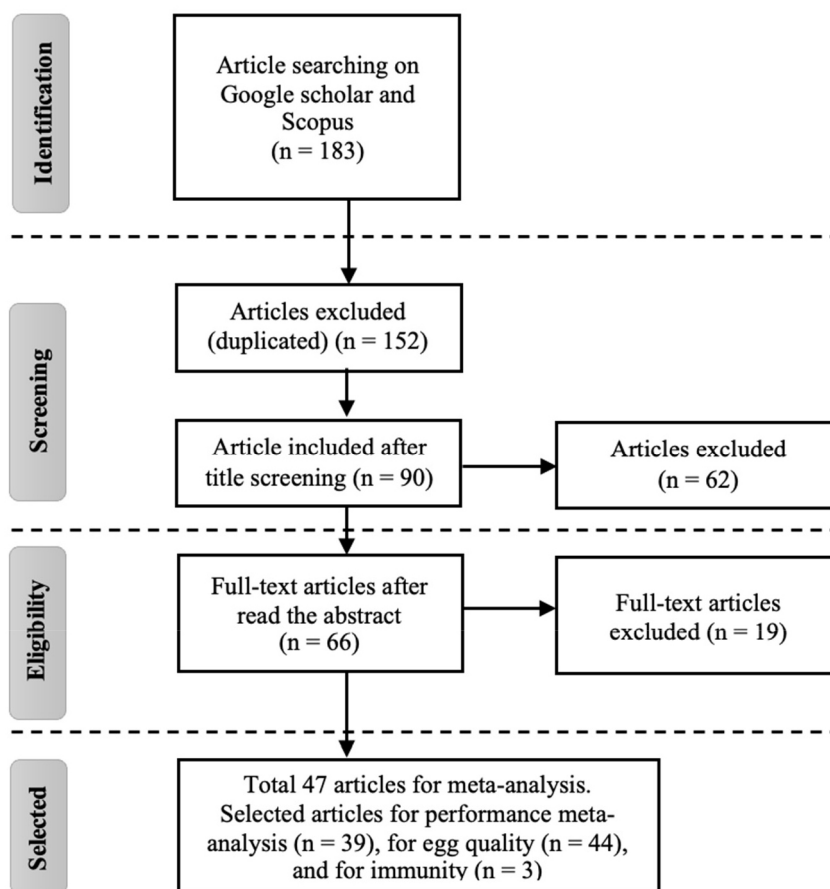 Identification
Article searching on
Google scholar and
Scopus
(n = 183)
Screening
Articles excluded
(duplicated) (n = 152)
Article included after
title screening (n = 90)
Articles excluded
(n = 62)
Eligibility
Full-text articles after
read the abstract
(n = 66)
Full-text articles
excluded (n = 19)
Selected
Total 47 articles for meta-analysis.
Selected articles for performance meta-
analysis (n = 39), for egg quality (n = 44),
and for immunity (n = 3)